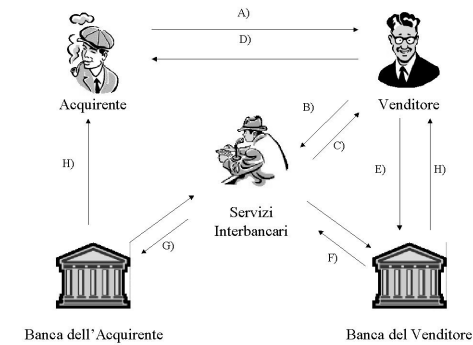 A)
D)
Acquirente
Venditore
B)
C)
H)
E)
H)
Servizi
Interbancari
G)
F)
Banca dell'Acquirente
Banca del Venditore